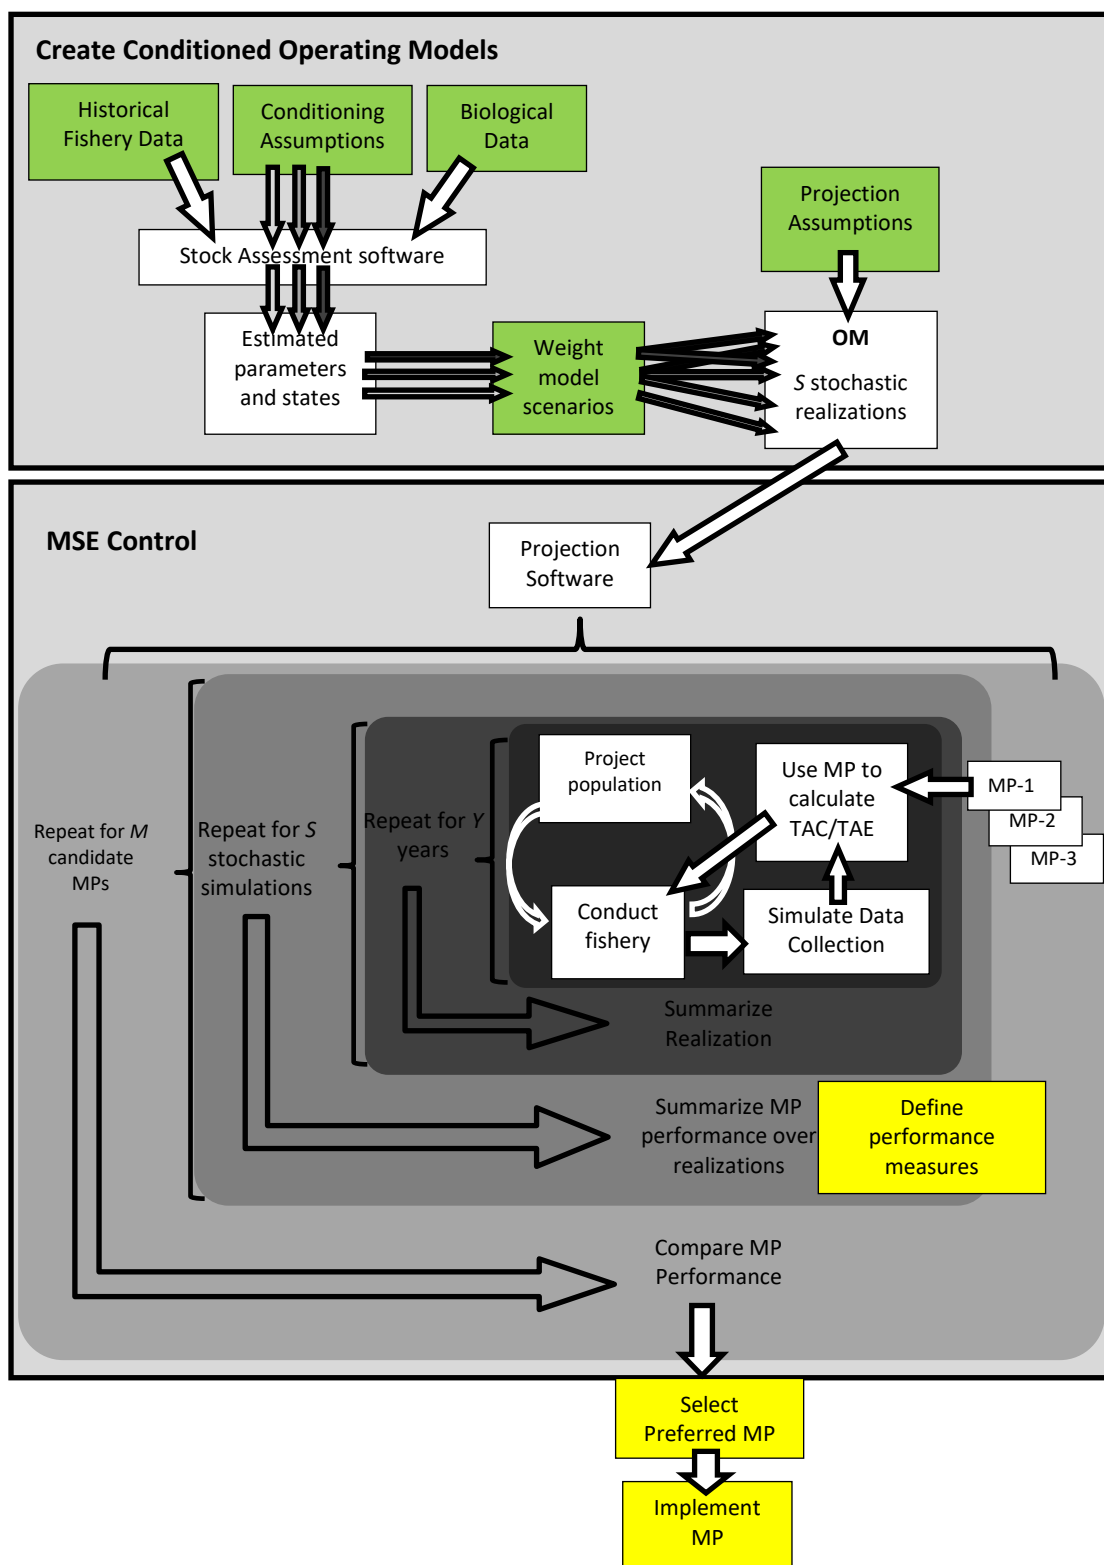 Create Conditioned Operating Models
Historical
Fishery Data
Conditioning
Assumptions
Biological
Data
Projection
Assumptions
Stock Assessment software
Estimated
parameters
and states
Weight
model
scenarios
OM
S stochastic
realizations
MSE Control
Projection
Software
Project
population
Use MP to
calculate
TAC/TAE
MP-1
MP-2
MP-3
Repeat for M
candidate
MPs
Repeat for S
stochastic
simulations
Repeat for Y
years
Conduct
fishery
Simulate Data
Collection
Summarize
Realization
Summarize MP
performance over
realizations
Define
performance
measures
Compare MP
Performance
Select
Preferred MP
Implement
MP